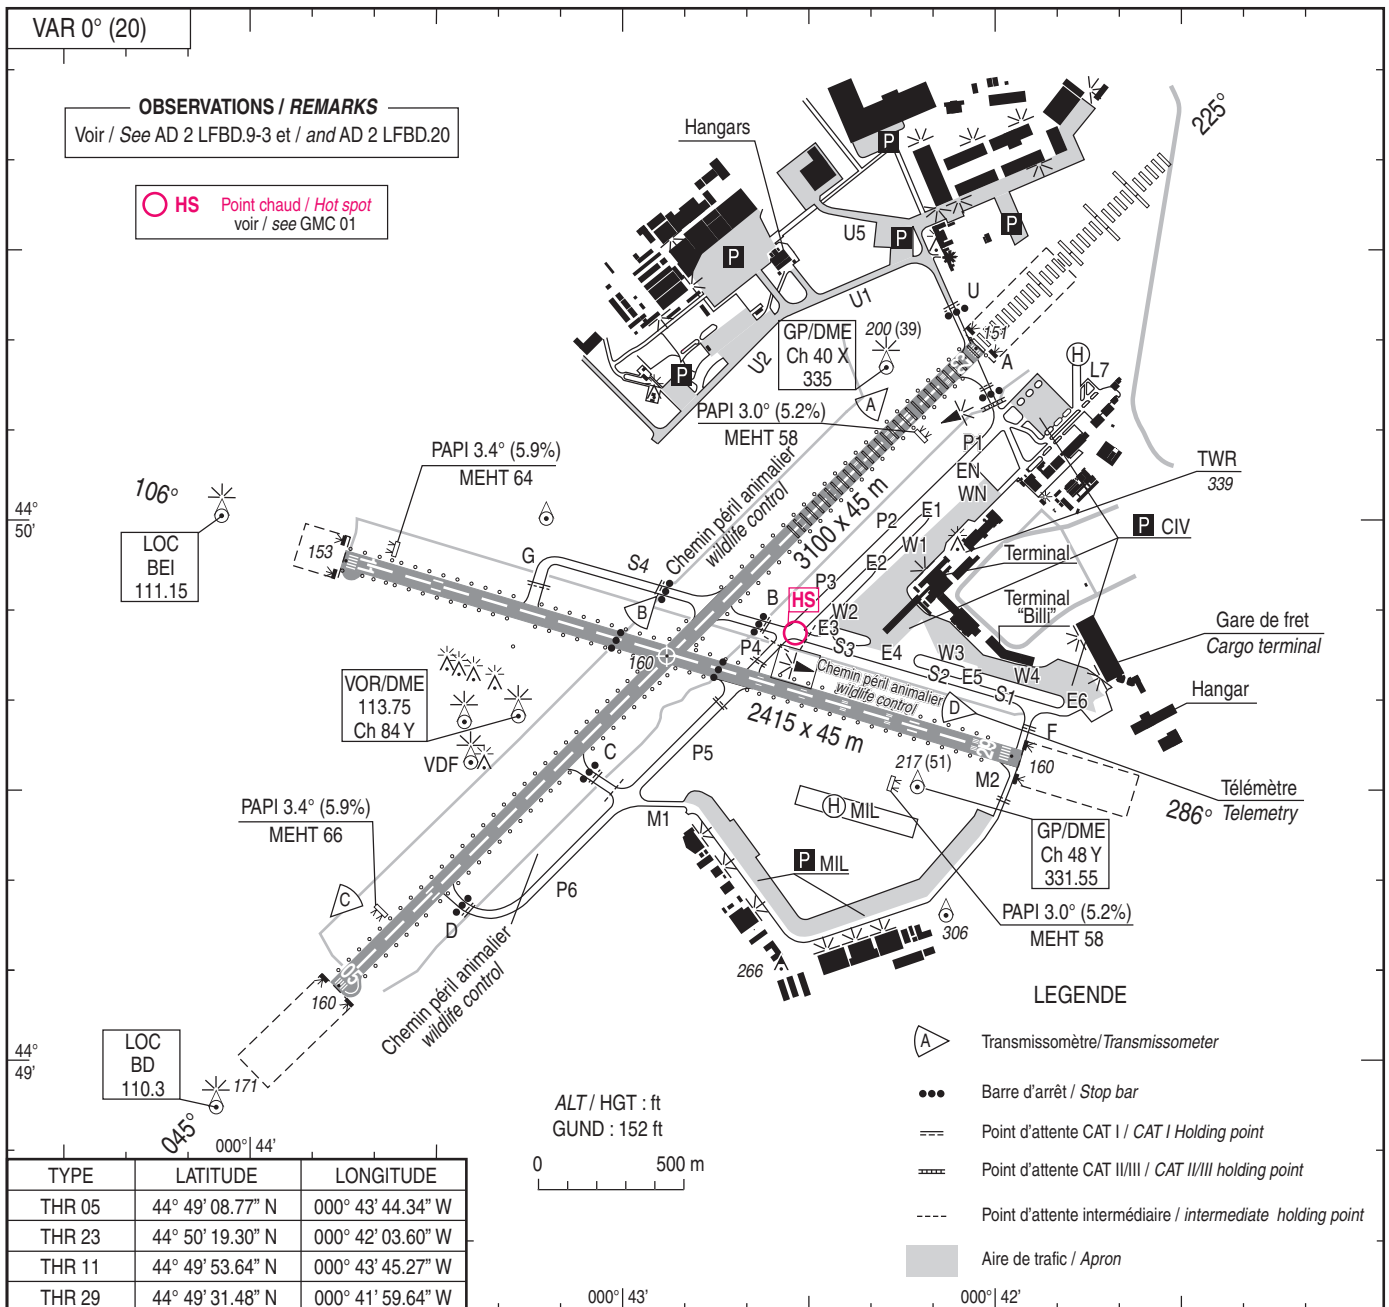 VAR 0° (20)
OBSERVATIONS / REMARKS
Voir / See AD 2 LFBD.9-3 et / and AD 2 LFBD.20
HS Point chaud / Hot spot
voir / see GMC 01
Hangars
225°
P
P
P
P
P
U5
U1
U2
U
GP/DME
Ch 40 X
335
200 (39)
151
23
A
H
L7
A
PAPI 3.0° (5.2%)
MEHT 58
P1
EN
WN
TWR
339
PAPI 3.4° (5.9%)
MEHT 64
106°
44°
50'
LOC
BEI
111.15
153
G
S4
Chemin péril animalier
wildlife control
3100 x 45 m
P2
E1
W1
E2
P3
P CIV
Terminal
Terminal
“Billi”
Gare de fret
Cargo terminal
Hangar
B
B
HS
W2
E3
S3
E4
W3
S2
E5
S1
W4
E6
P4
160
Chemin péril animalier
wildlife control
D
F
VOR/DME
113.75
Ch 84 Y
VDF
2415 x 45 m
29
160
P5
C
M1
M2
217 (51)
H MIL
P MIL
Télémètre
Telemetry
286°
GP/DME
Ch 48 Y
331.55
PAPI 3.0° (5.2%)
MEHT 58
PAPI 3.4° (5.9%)
MEHT 66
C
P6
D
306
266
Chemin péril animalier
wildlife control
05
160
LOC
BD
110.3
171
045°
44°
49'
000° 44'
ALT / HGT : ft
GUND : 152 ft
0 500 m
LEGENDE
A Transmissomètre/Transmissometer
Barre d'arrêt / Stop bar
Point d'attente CAT I / CAT I Holding point
Point d'attente CAT II/III / CAT II/III holding point
Point d'attente intermédiaire / intermediate holding point
Aire de trafic / Apron
TYPE LATITUDE LONGITUDE
THR 05 44° 49' 08.77” N 000° 43' 44.34” W
THR 23 44° 50' 19.30” N 000° 42' 03.60” W
THR 11 44° 49' 53.64” N 000° 43' 45.27” W
THR 29 44° 49' 31.48” N 000° 41' 59.64” W
000° 43'
000° 42'